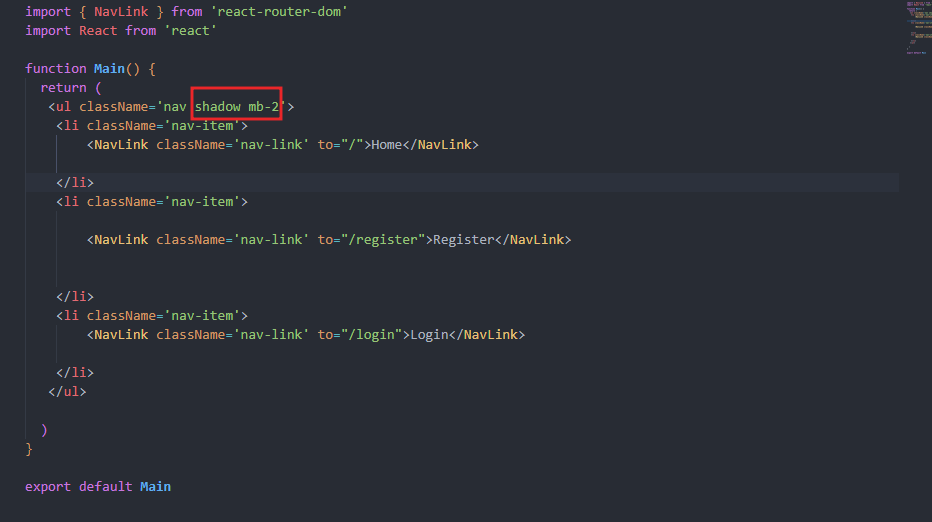 import { NavLink } from 'react-router-dom'
import React from 'react'
function Main() {
return (
<ul className='nav shadow mb-2'>
<li className='nav-item'>
<NavLink className='nav-link' to="/">Home</NavLink>
</li>
<li className='nav-item'>
<NavLink className='nav-link' to="/register">Register</NavLink>
</li>
<li className='nav-item'>
<NavLink className='nav-link' to="/login">Login</NavLink>
</li>
</ul>
)
}
export default Main